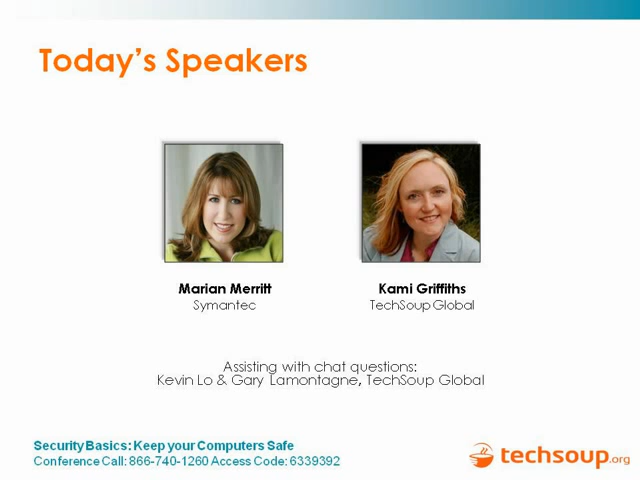 Today's Speakers
Marian Merritt
Symantec
Kami Griffiths
TechSoup Global
Assisting with chat questions:
Kevin Lo & Gary Lamontagne, TechSoup Global
Security Basics: Keep your Computers Safe
Conference Call: 866-740-1260 Access Code: 6339392
techsoup.org